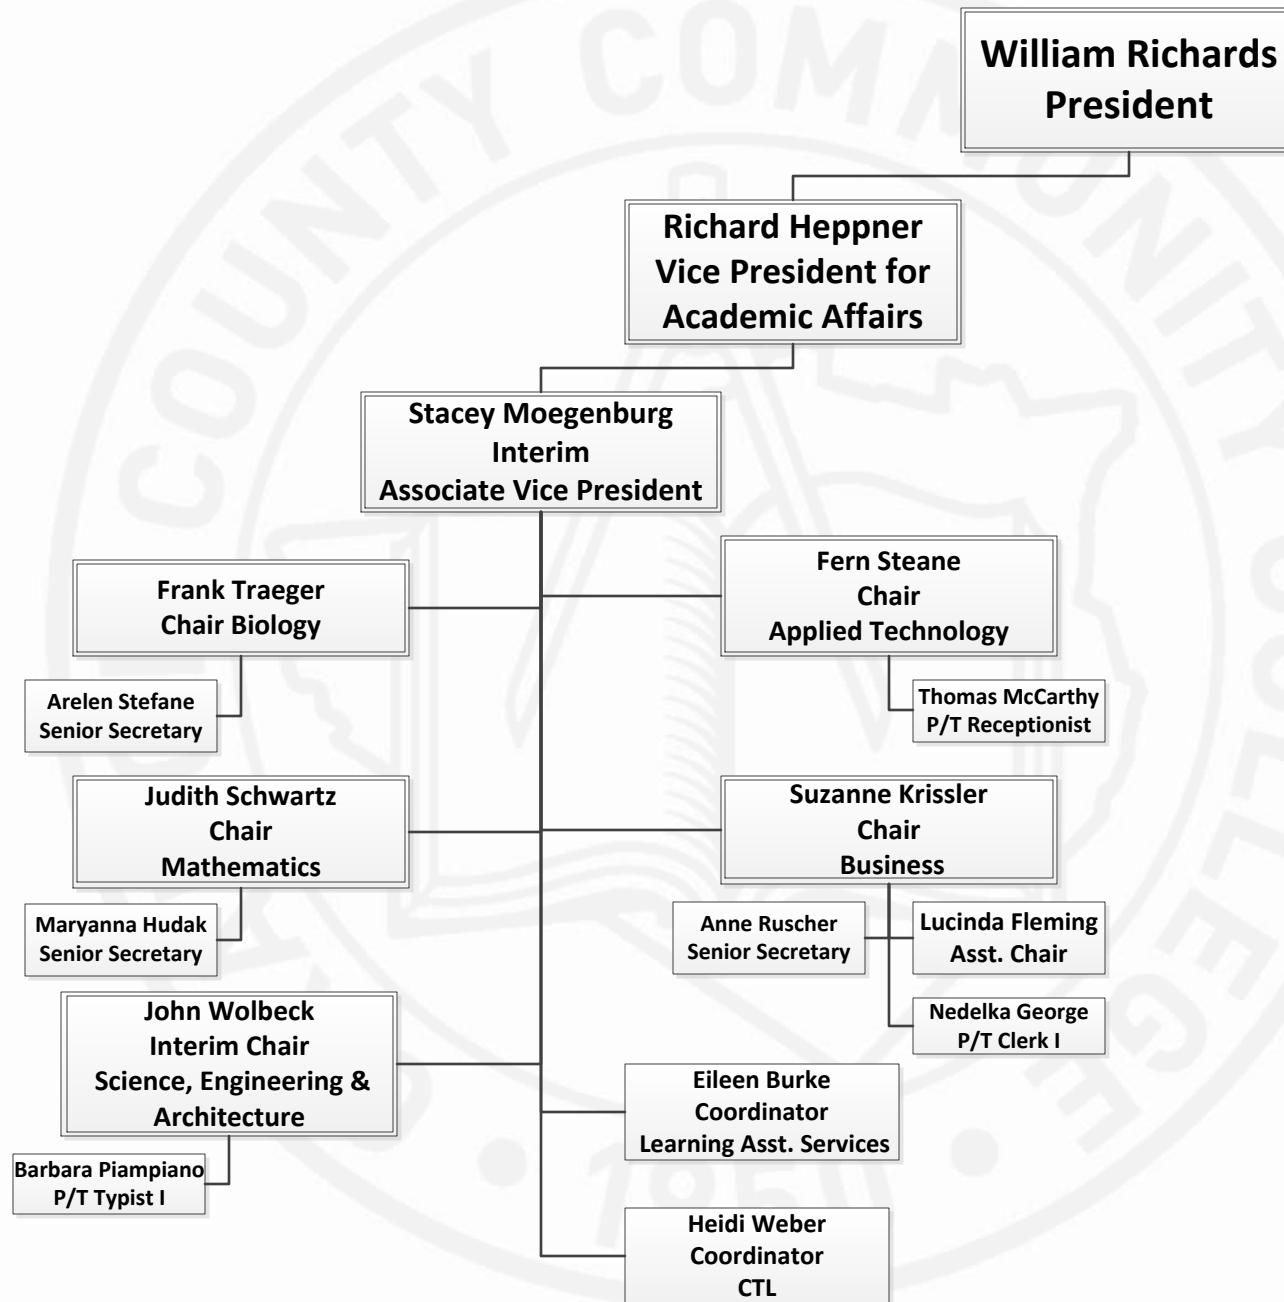 William Richards
President
Richard Heppner
Vice President for
Academic Affairs
Stacey Moegenburg
Interim
Associate Vice President
Frank Traeger
Chair Biology
Arelen Stefane
Senior Secretary
Judith Schwartz
Chair
Mathematics
Maryanna Hudak
Senior Secretary
John Wolbeck
Interim Chair
Science, Engineering &
Architecture
Barbara Piampiano
P/T Typist I
Fern Steane
Chair
Applied Technology
Thomas McCarthy
P/T Receptionist
Suzanne Krissler
Chair
Business
Anne Ruscher
Senior Secretary
Lucinda Fleming
Asst. Chair
Nedelka George
P/T Clerk I
Eileen Burke
Coordinator
Learning Asst. Services
Heidi Weber
Coordinator
CTL
COUNTY COMMUNITY COLLEGE